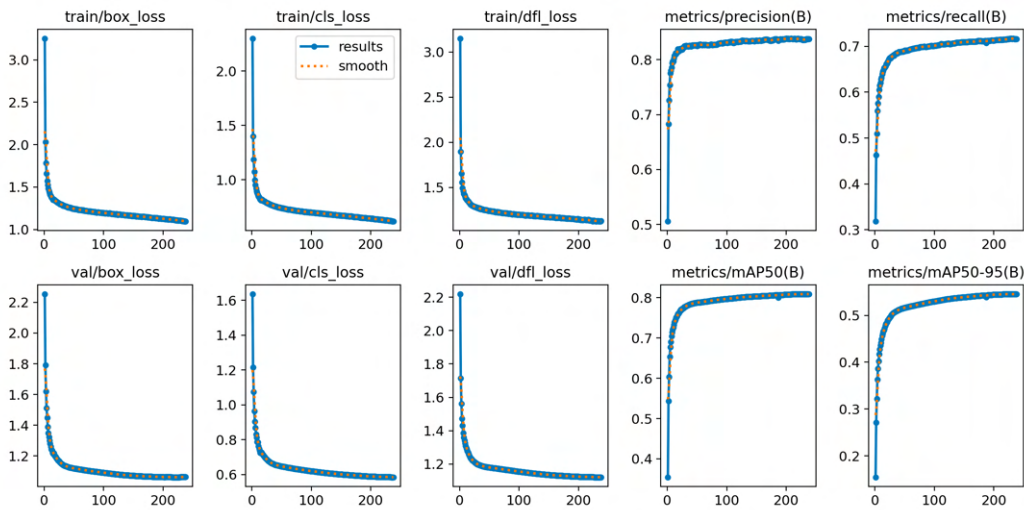 train/box_loss
3.0
2.5
2.0
1.5
1.0
0 100 200
train/cls_loss
results
smooth
2.0
1.5
1.0
0 100 200
train/dfl_loss
3.0
2.5
2.0
1.5
0 100 200
metrics/precision(B)
0.8
0.7
0.6
0.5
0 100 200
metrics/recall(B)
0.7
0.6
0.5
0.4
0.3
0 100 200
val/box_loss
2.2
2.0
1.8
1.6
1.4
1.2
0 100 200
val/cls_loss
1.6
1.4
1.2
1.0
0.8
0.6
0 100 200
val/dfl_loss
2.2
2.0
1.8
1.6
1.4
1.2
0 100 200
metrics/mAP50(B)
0.8
0.7
0.6
0.5
0.4
0 100 200
metrics/mAP50-95(B)
0.5
0.4
0.3
0.2
0 100 200